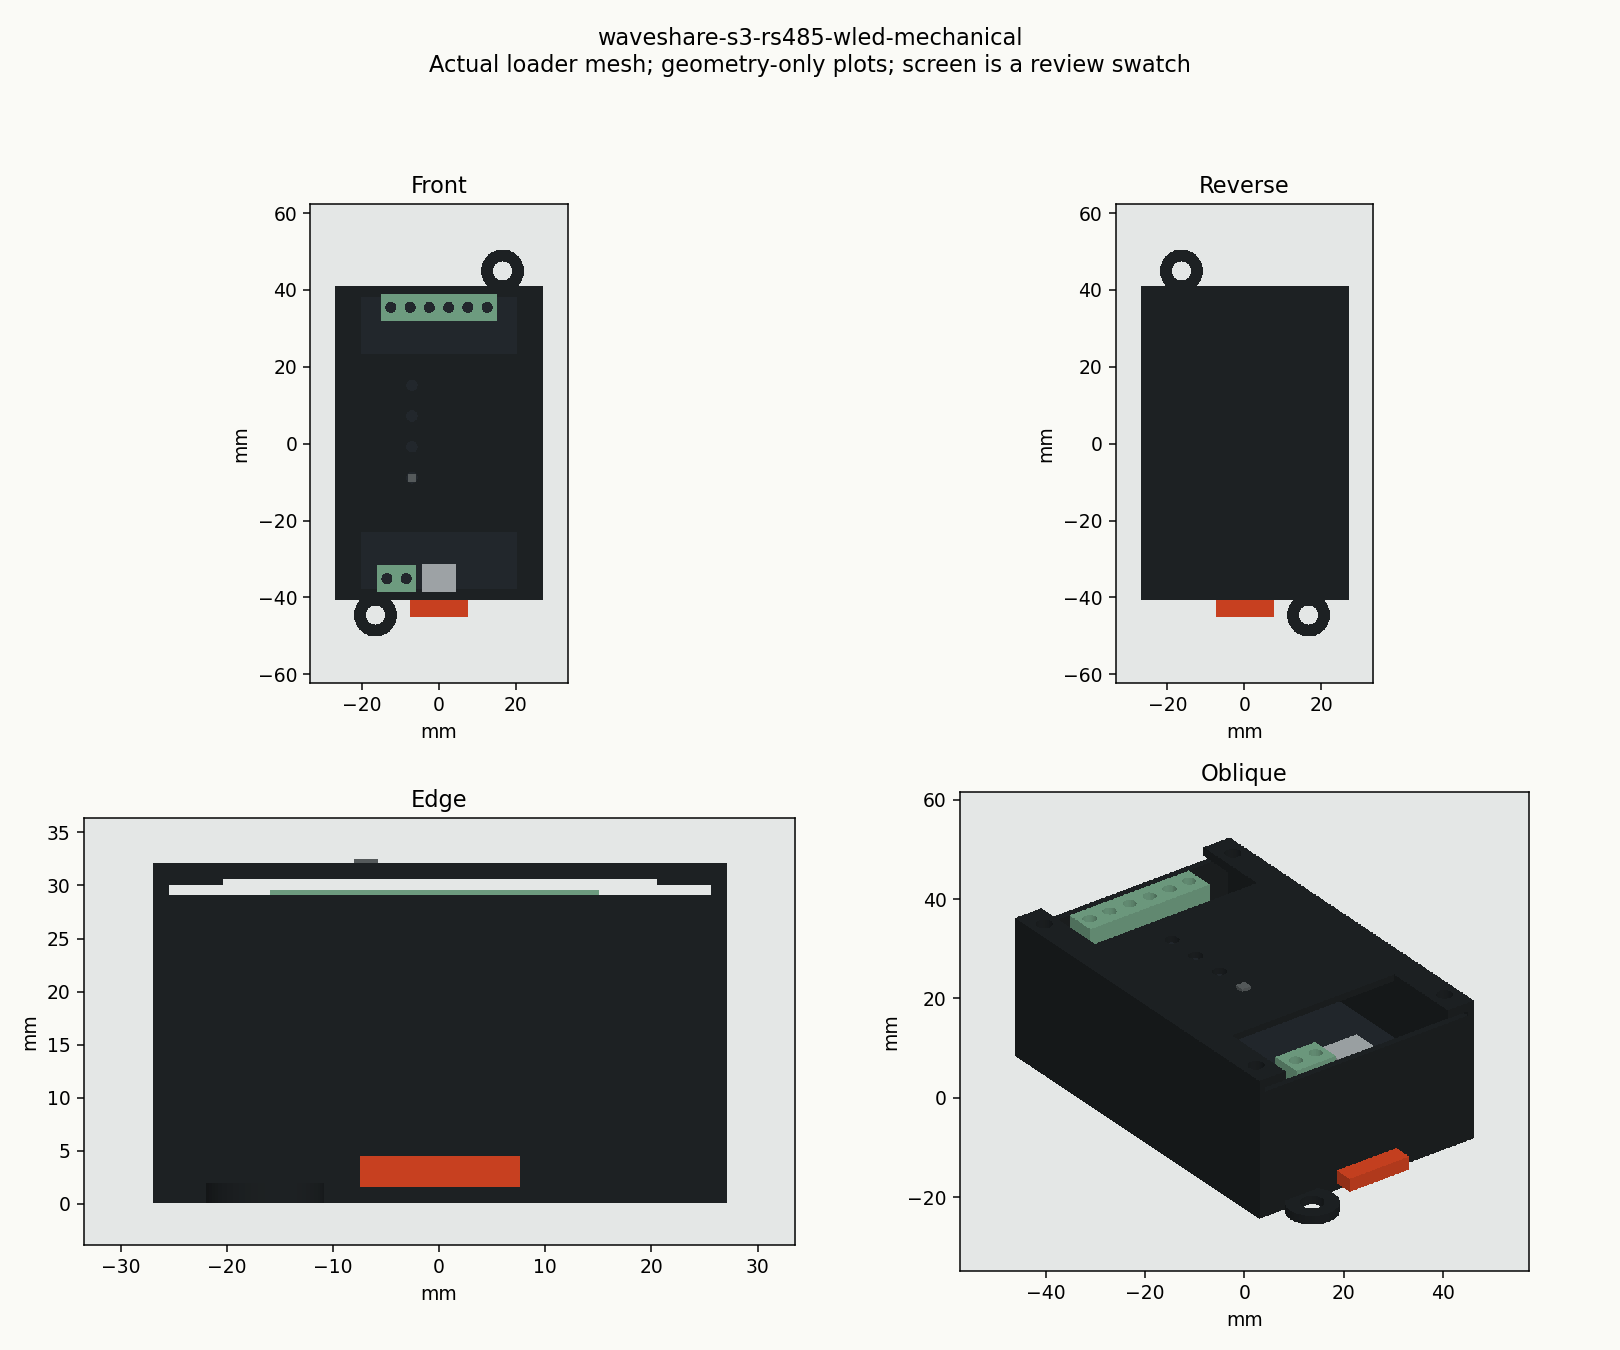 waveshare-s3-rs485-wled-mechanical
Actual loader mesh; geometry-only plots; screen is a review swatch
Front
60
40
20
0
−20
−40
−60
mm
−20 0 20
mm
Reverse
60
40
20
0
−20
−40
−60
mm
−20 0 20
mm
Edge
35
30
25
20
15
10
5
0
mm
−30 −20 −10 0 10 20 30
mm
Oblique
60
40
20
0
−20
mm
−40 −20 0 20 40
mm